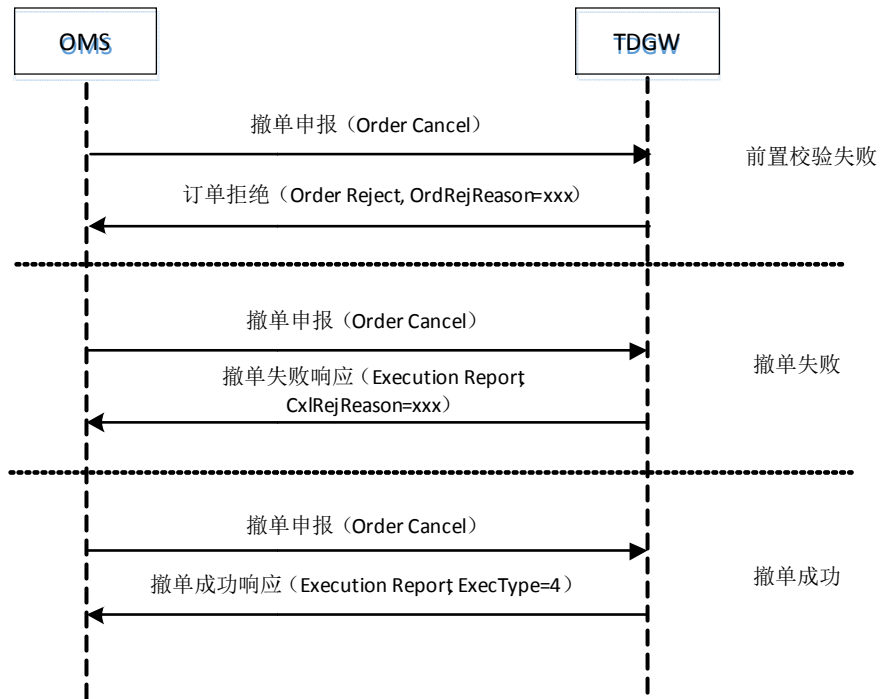 OMS
TDGW
撤单申报（Order Cancel）
前置校验失败
订单拒绝（Order Reject, OrdRejReason=xxx）
撤单申报（Order Cancel）
撤单失败
撤单失败响应（Execution Report,
CxlRejReason=xxx）
撤单申报（Order Cancel）
撤单成功
撤单成功响应（Execution Report, ExecType=4）